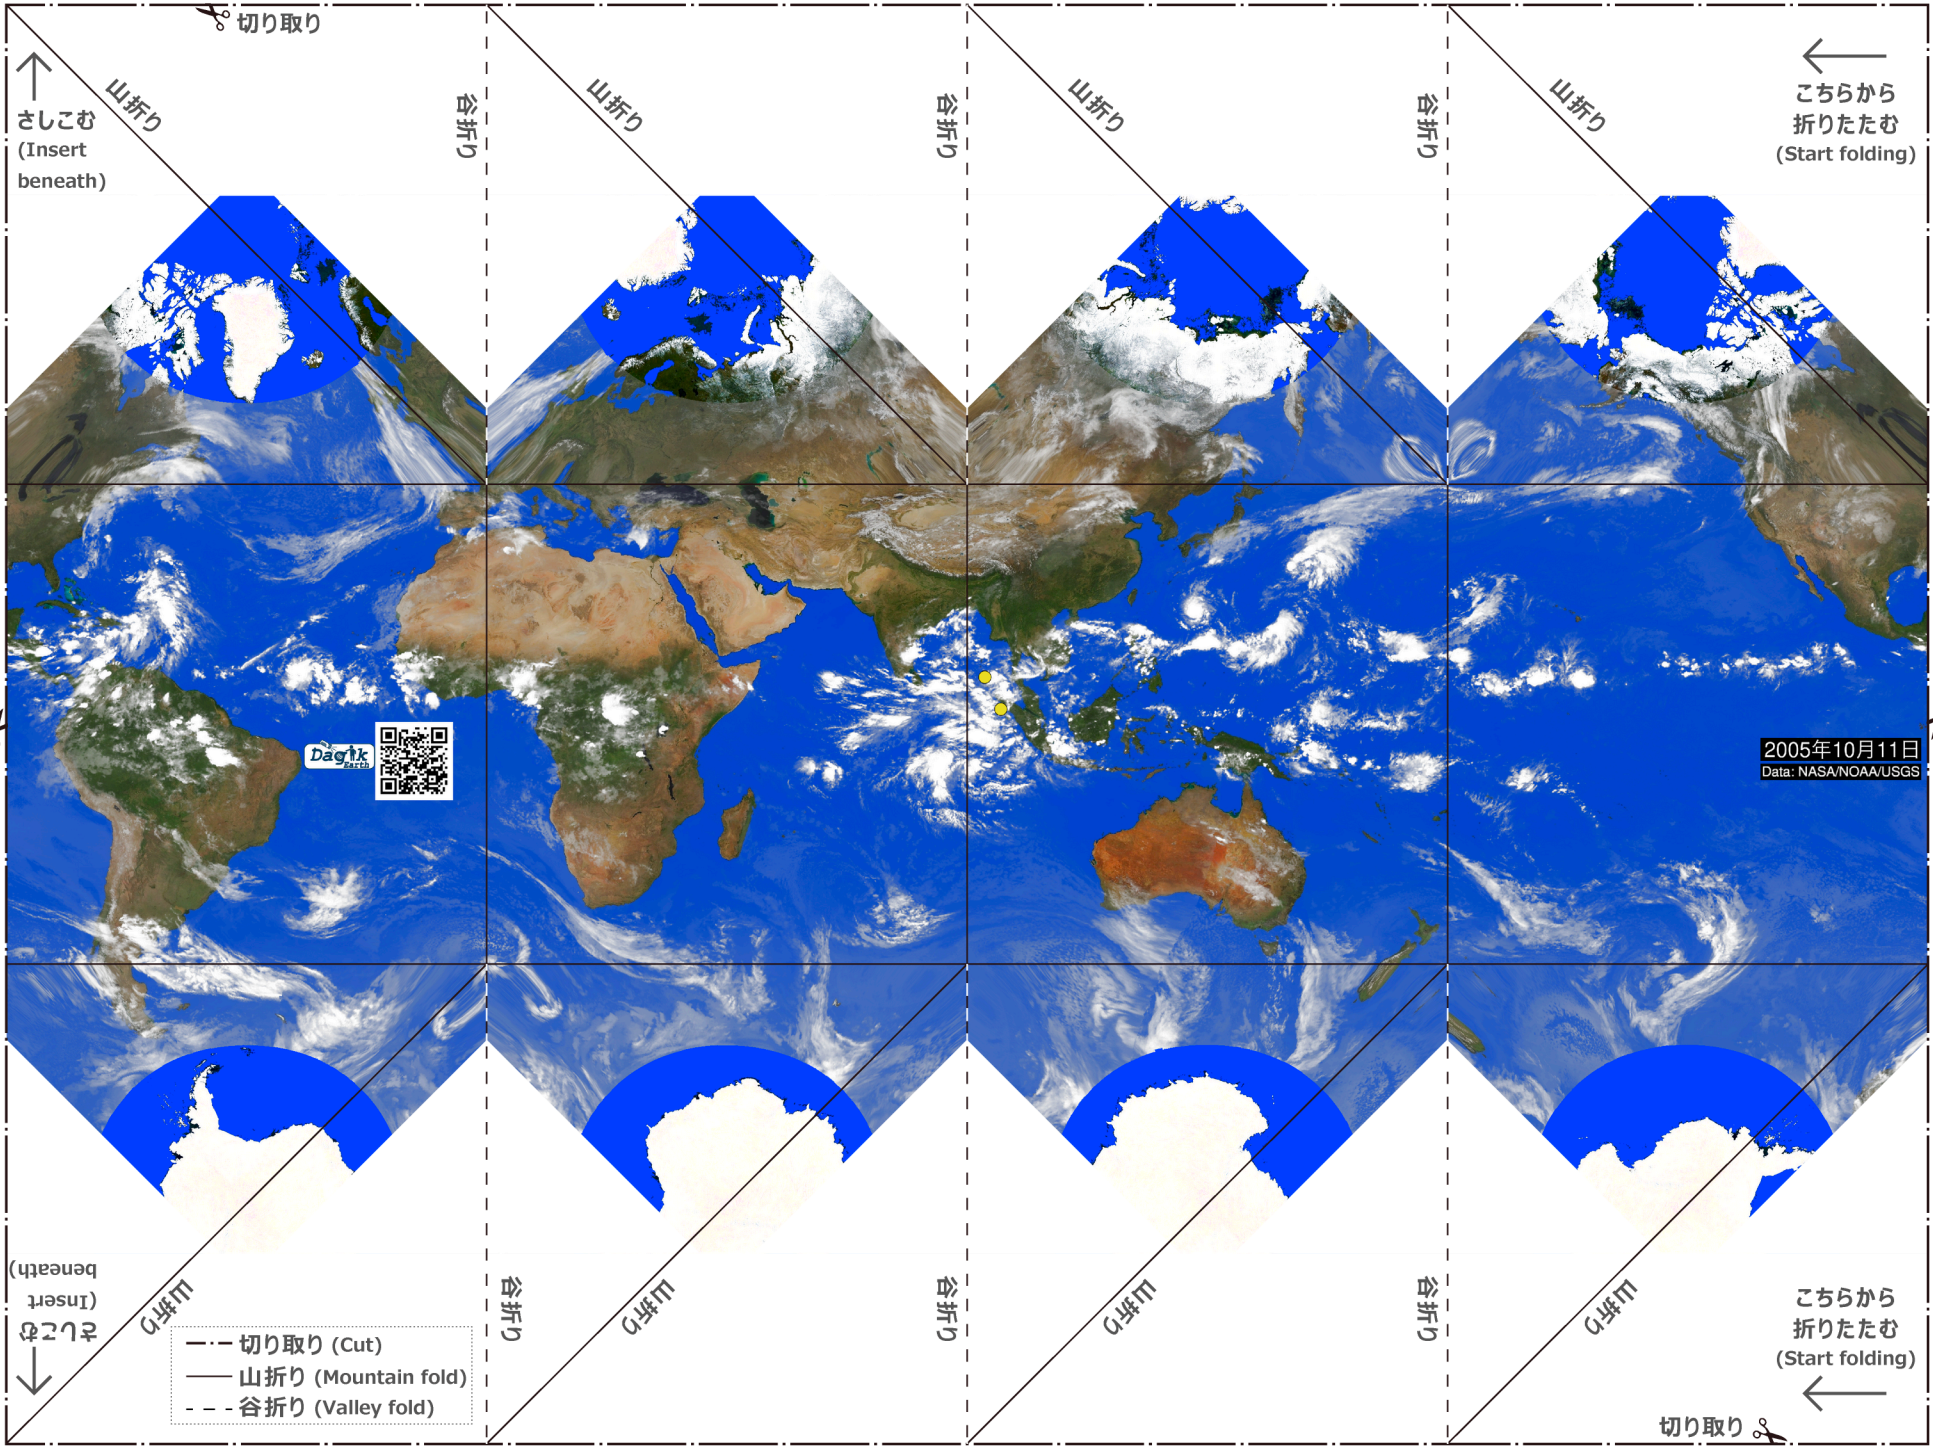 切り取り
山折り
谷折り
山折り
谷折り
山折り
谷折り
山折り
さしこむ
(Insert
beneath)
こちらから
折りたたむ
(Start folding)
Dagik
Earth
2005年10月11日
Data: NASA/NOAA/USGS
さしこむ
(Insert
beneath)
山折り
谷折り
山折り
谷折り
山折り
谷折り
山折り
こちらから
折りたたむ
(Start folding)
切り取り (Cut)
山折り (Mountain fold)
谷折り (Valley fold)
切り取り